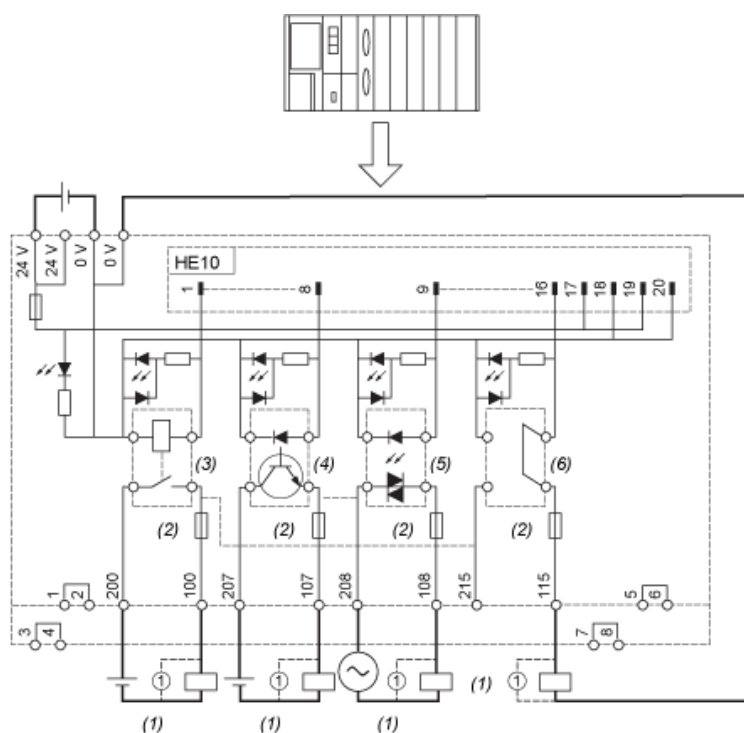 24 V 24 V 0 V 0 V
HE10
1 8 9 16 17 18 19 20
(3) (4) (5) (6)
(2) (2) (2) (2)
1 2 200 100 207 107 208 108 215 115 5 6
3 4 7 8
1 1 1 (1) 1
(1) (1) (1)